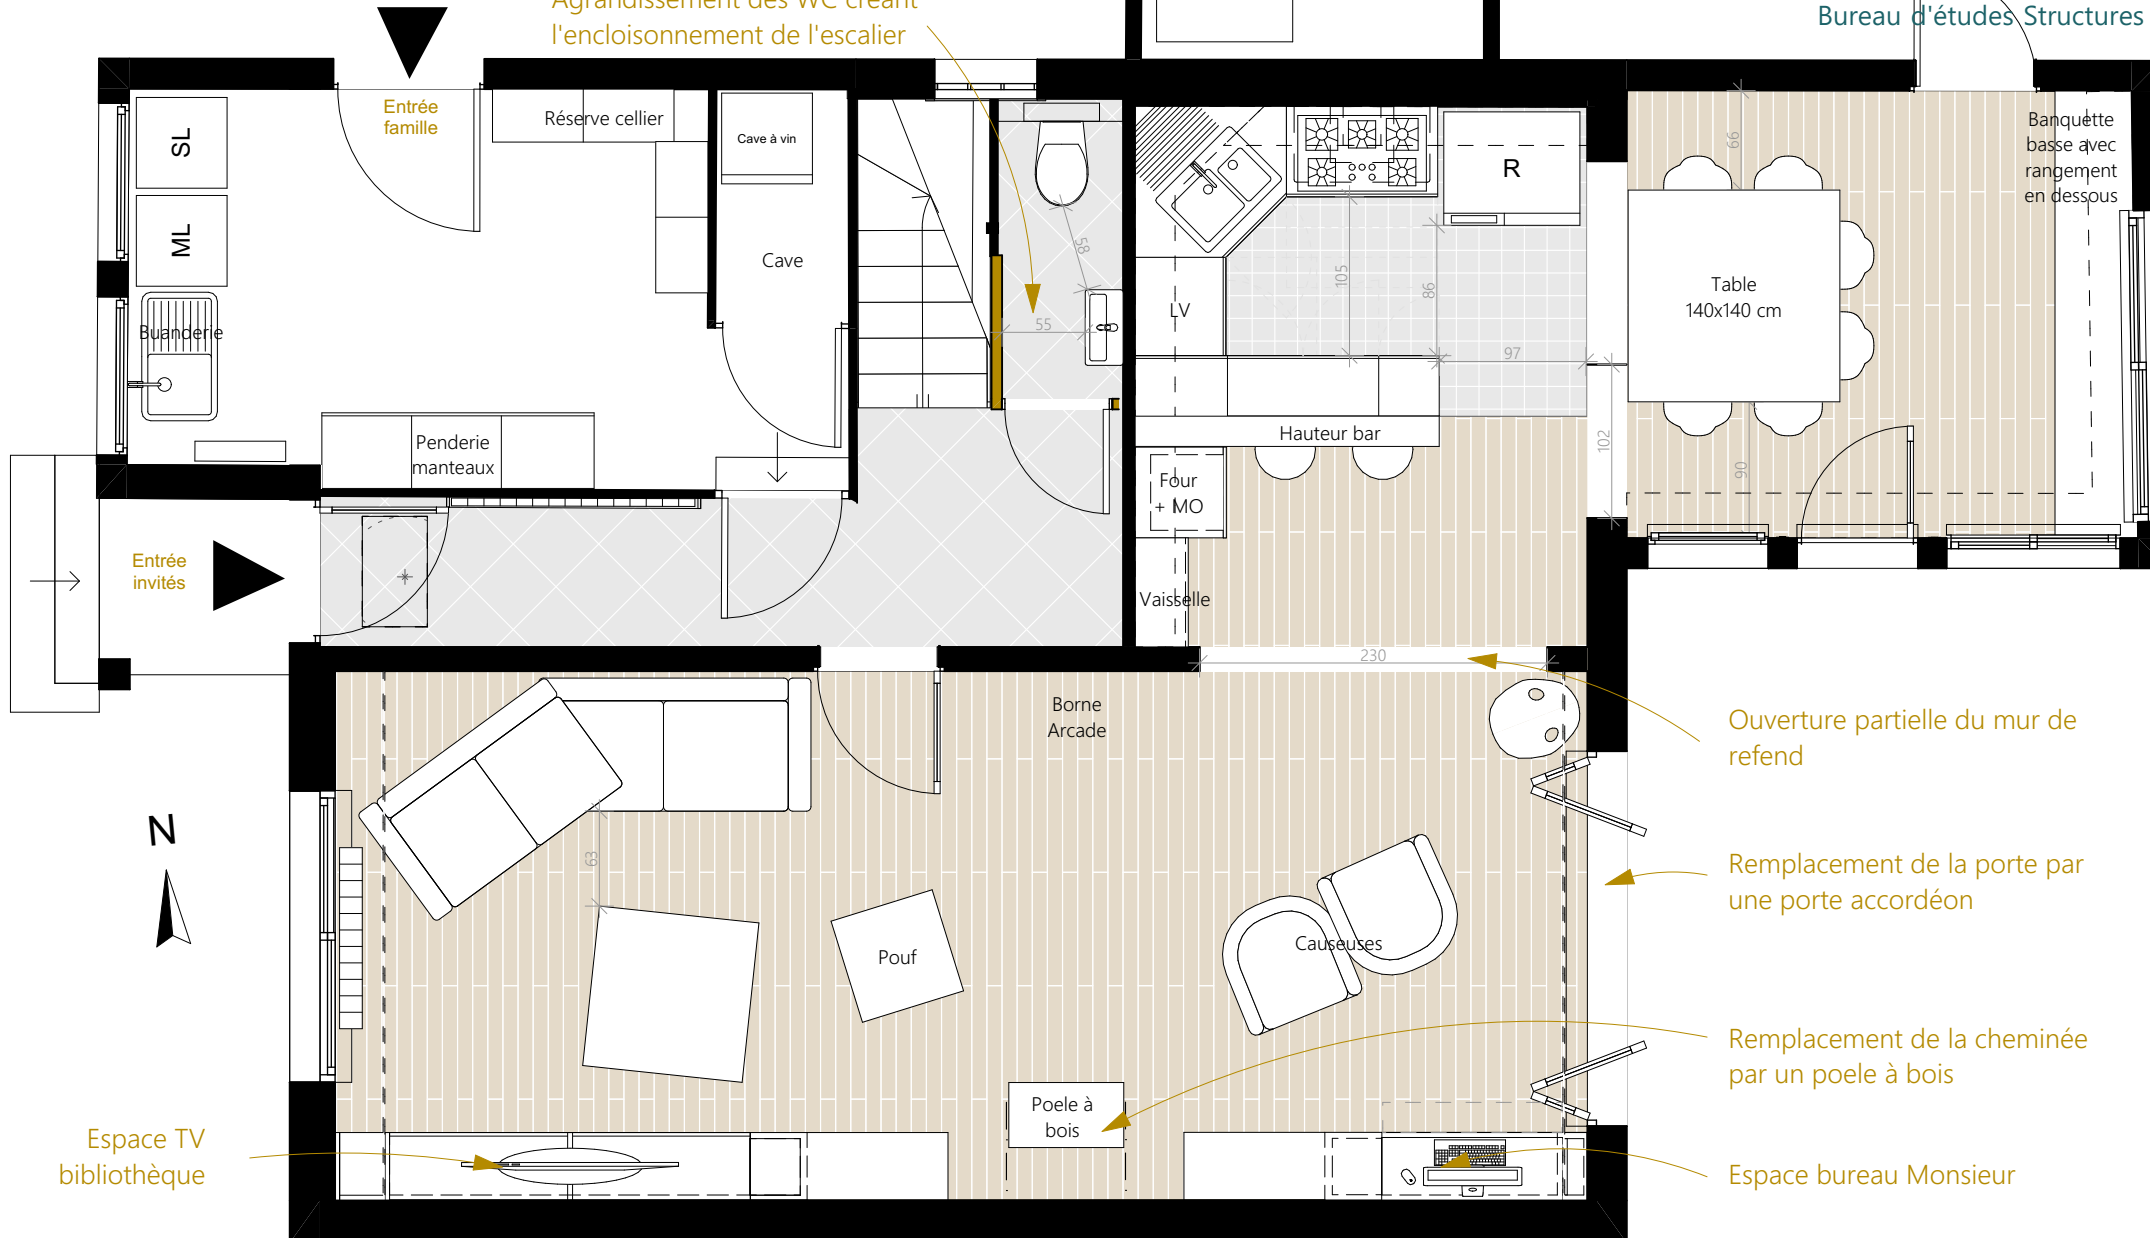 Agrandissement des WC créant
l'encloisonnement de l'escalier
Bureau d'études Structures
Entrée
famille
Réserve cellier
Cave à vin
SL
ML
Buanderie
Cave
Penderie
manteaux
58
55
R
LV
105
86
97
Hauteur bar
Four
+ MO
Vaisselle
102
66
Table
140x140 cm
90
Banquette
basse avec
rangement
en dessous
Entrée
invités
230
Borne
Arcade
Ouverture partielle du mur de
refend
N
63
Pouf
Causeuses
Remplacement de la porte par
une porte accordéon
Remplacement de la cheminée
par un poele à bois
Poele à
bois
Espace TV
bibliothèque
Espace bureau Monsieur